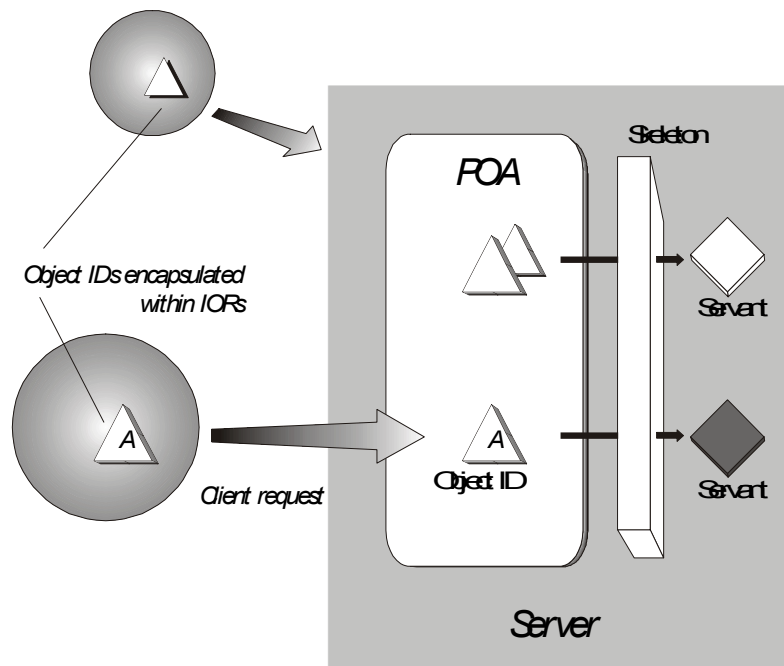 Skeleton
POA
Object IDs encapsulated
within IORs
Servant
A
A
Object ID
Client request
Servant
Server